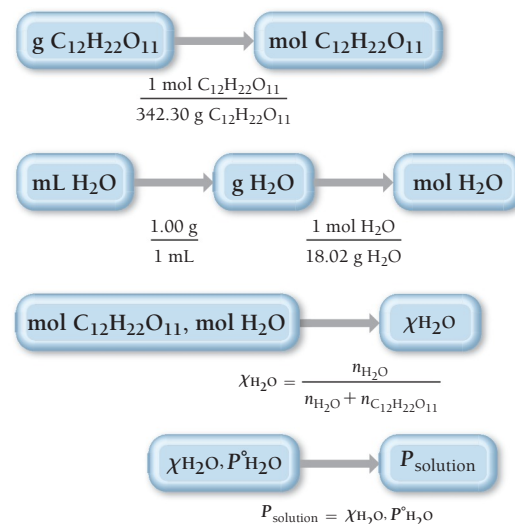 g C₁₂H₂₂O₁₁ mol C₁₂H₂₂O₁₁
1 mol C₁₂H₂₂O₁₁
342.30 g C₁₂H₂₂O₁₁
mL H₂O g H₂O mol H₂O
1.00 g 1 mol H₂O
1 mL 18.02 g H₂O
mol C₁₂H₂₂O₁₁, mol H₂O χH₂O
χH₂O = nH₂O
nH₂O + nC₁₂H₂₂O₁₁
χH₂O, P°H₂O Psolution
Psolution = χH₂O, P°H₂O